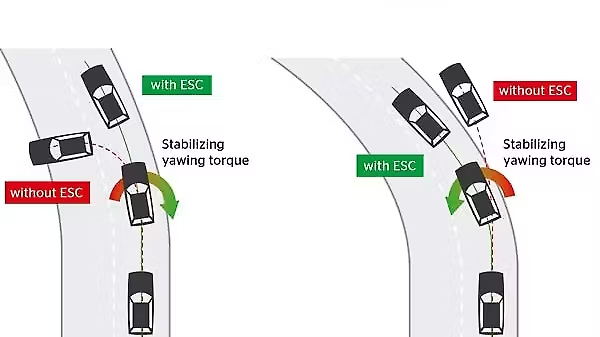 with ESC
Stabilizing
yawing torque
without ESC
without ESC
Stabilizing
yawing torque
with ESC